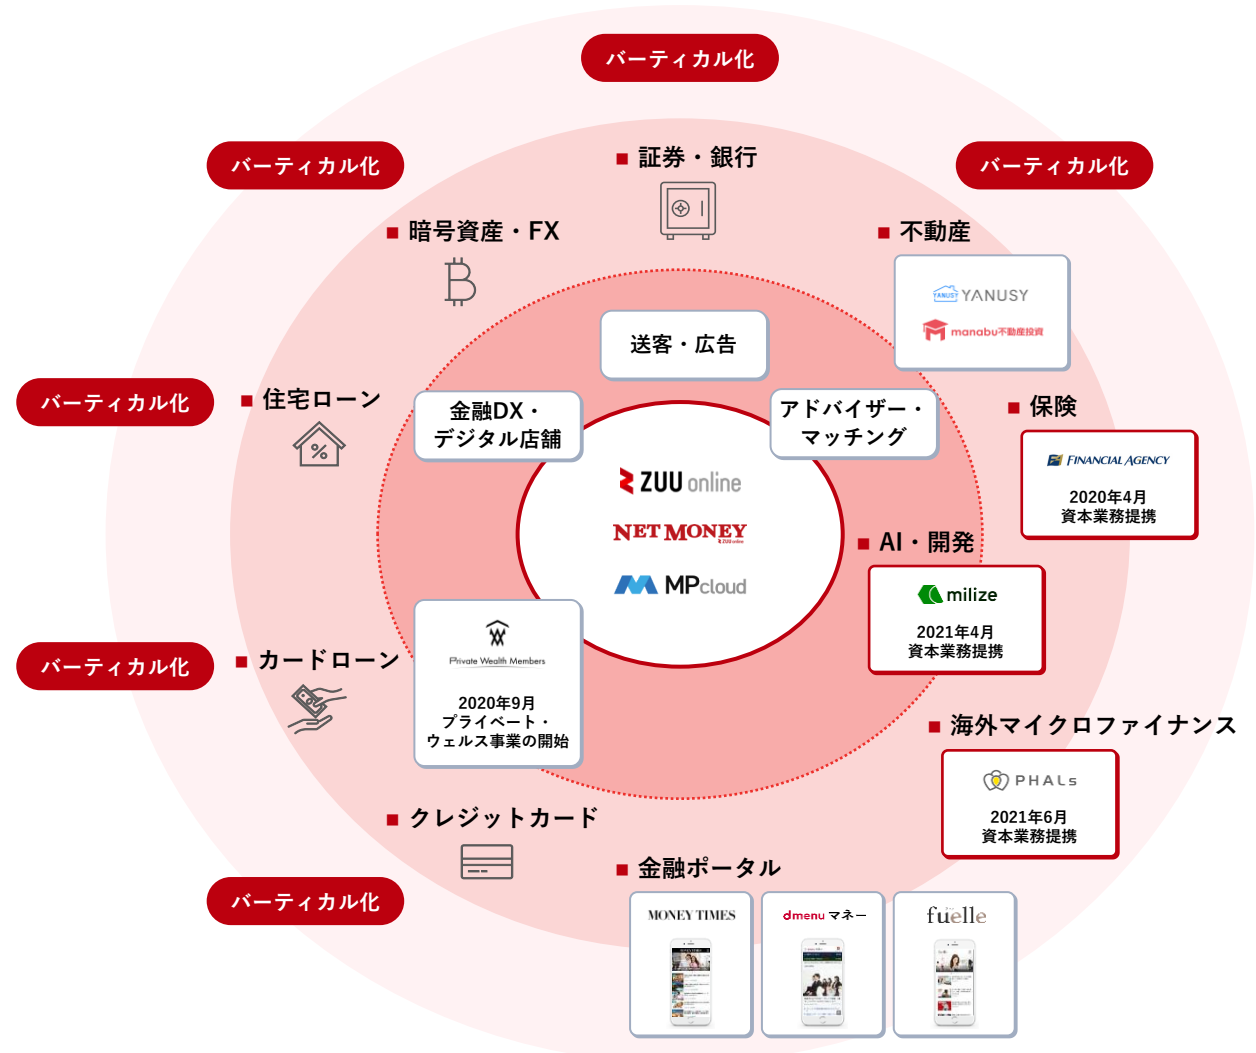 バーティカル化
バーティカル化
バーティカル化
証券・銀行
暗号資産・FX
不動産
YANUSY
YANUSY
manabu不動産投資
送客・広告
バーティカル化
住宅ローン
金融DX・
デジタル店舗
アドバイザー・
マッチング
保険
FINANCIAL AGENCY
2020年4月
資本業務提携
ZUU online
NET MONEY
ZUU online
MPcloud
AI・開発
milize
2021年4月
資本業務提携
バーティカル化
カードローン
Private Wealth Members
2020年9月
プライベート・
ウェルス事業の開始
海外マイクロファイナンス
PHALs
2021年6月
資本業務提携
クレジットカード
バーティカル化
金融ポータル
MONEY TIMES
dmenu マネー
fuelle